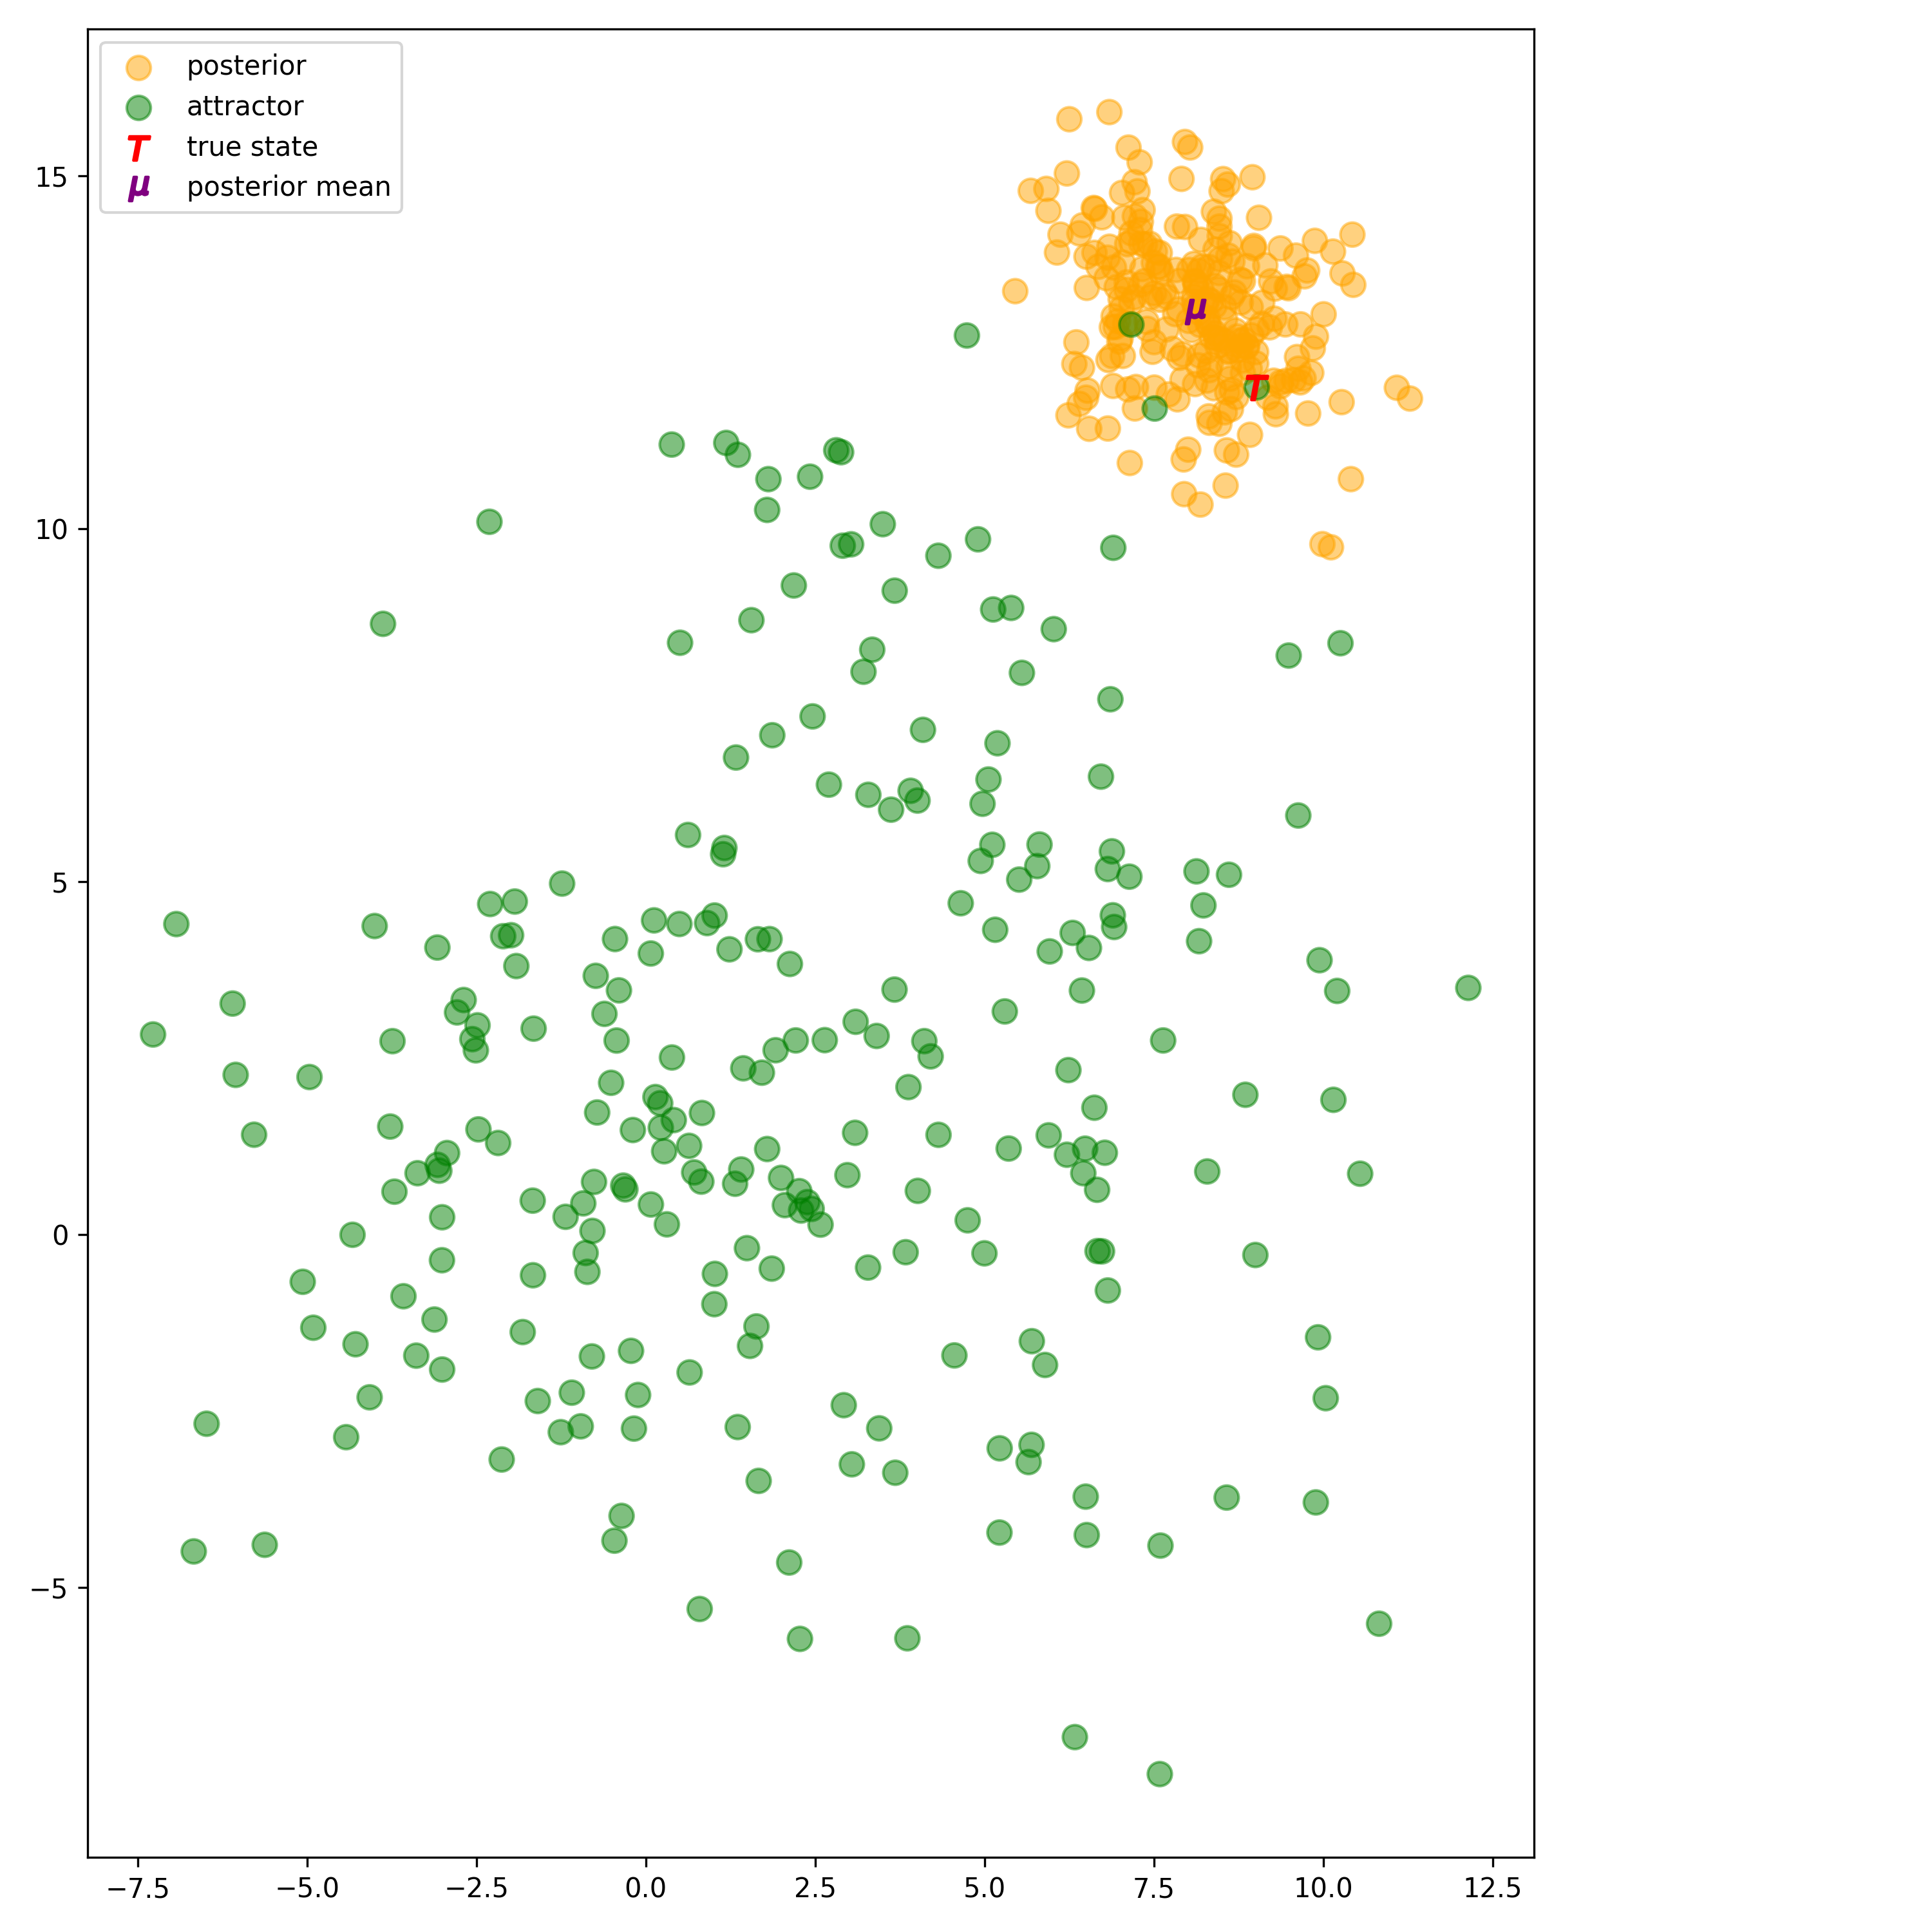 posterior
attractor
T true state
μ posterior mean
15
10
5
0
−5
μ
T
−7.5 −5.0 −2.5 0.0 2.5 5.0 7.5 10.0 12.5